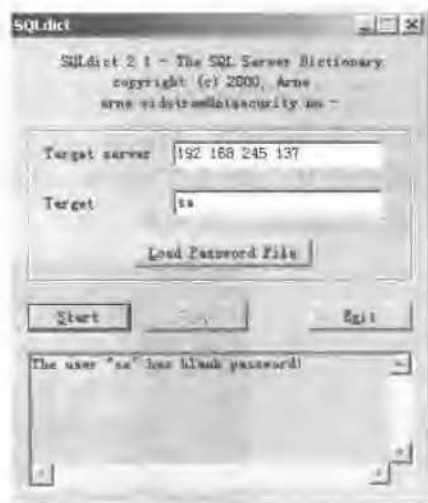 SQLdict
SQLdict 2 1 - The SQL Server Dictionary
copyright (c) 2000, Arne
Target server
192 168 245 137
Target
sa
Load Password File
Start
Exit
The user "sa" has blank password!